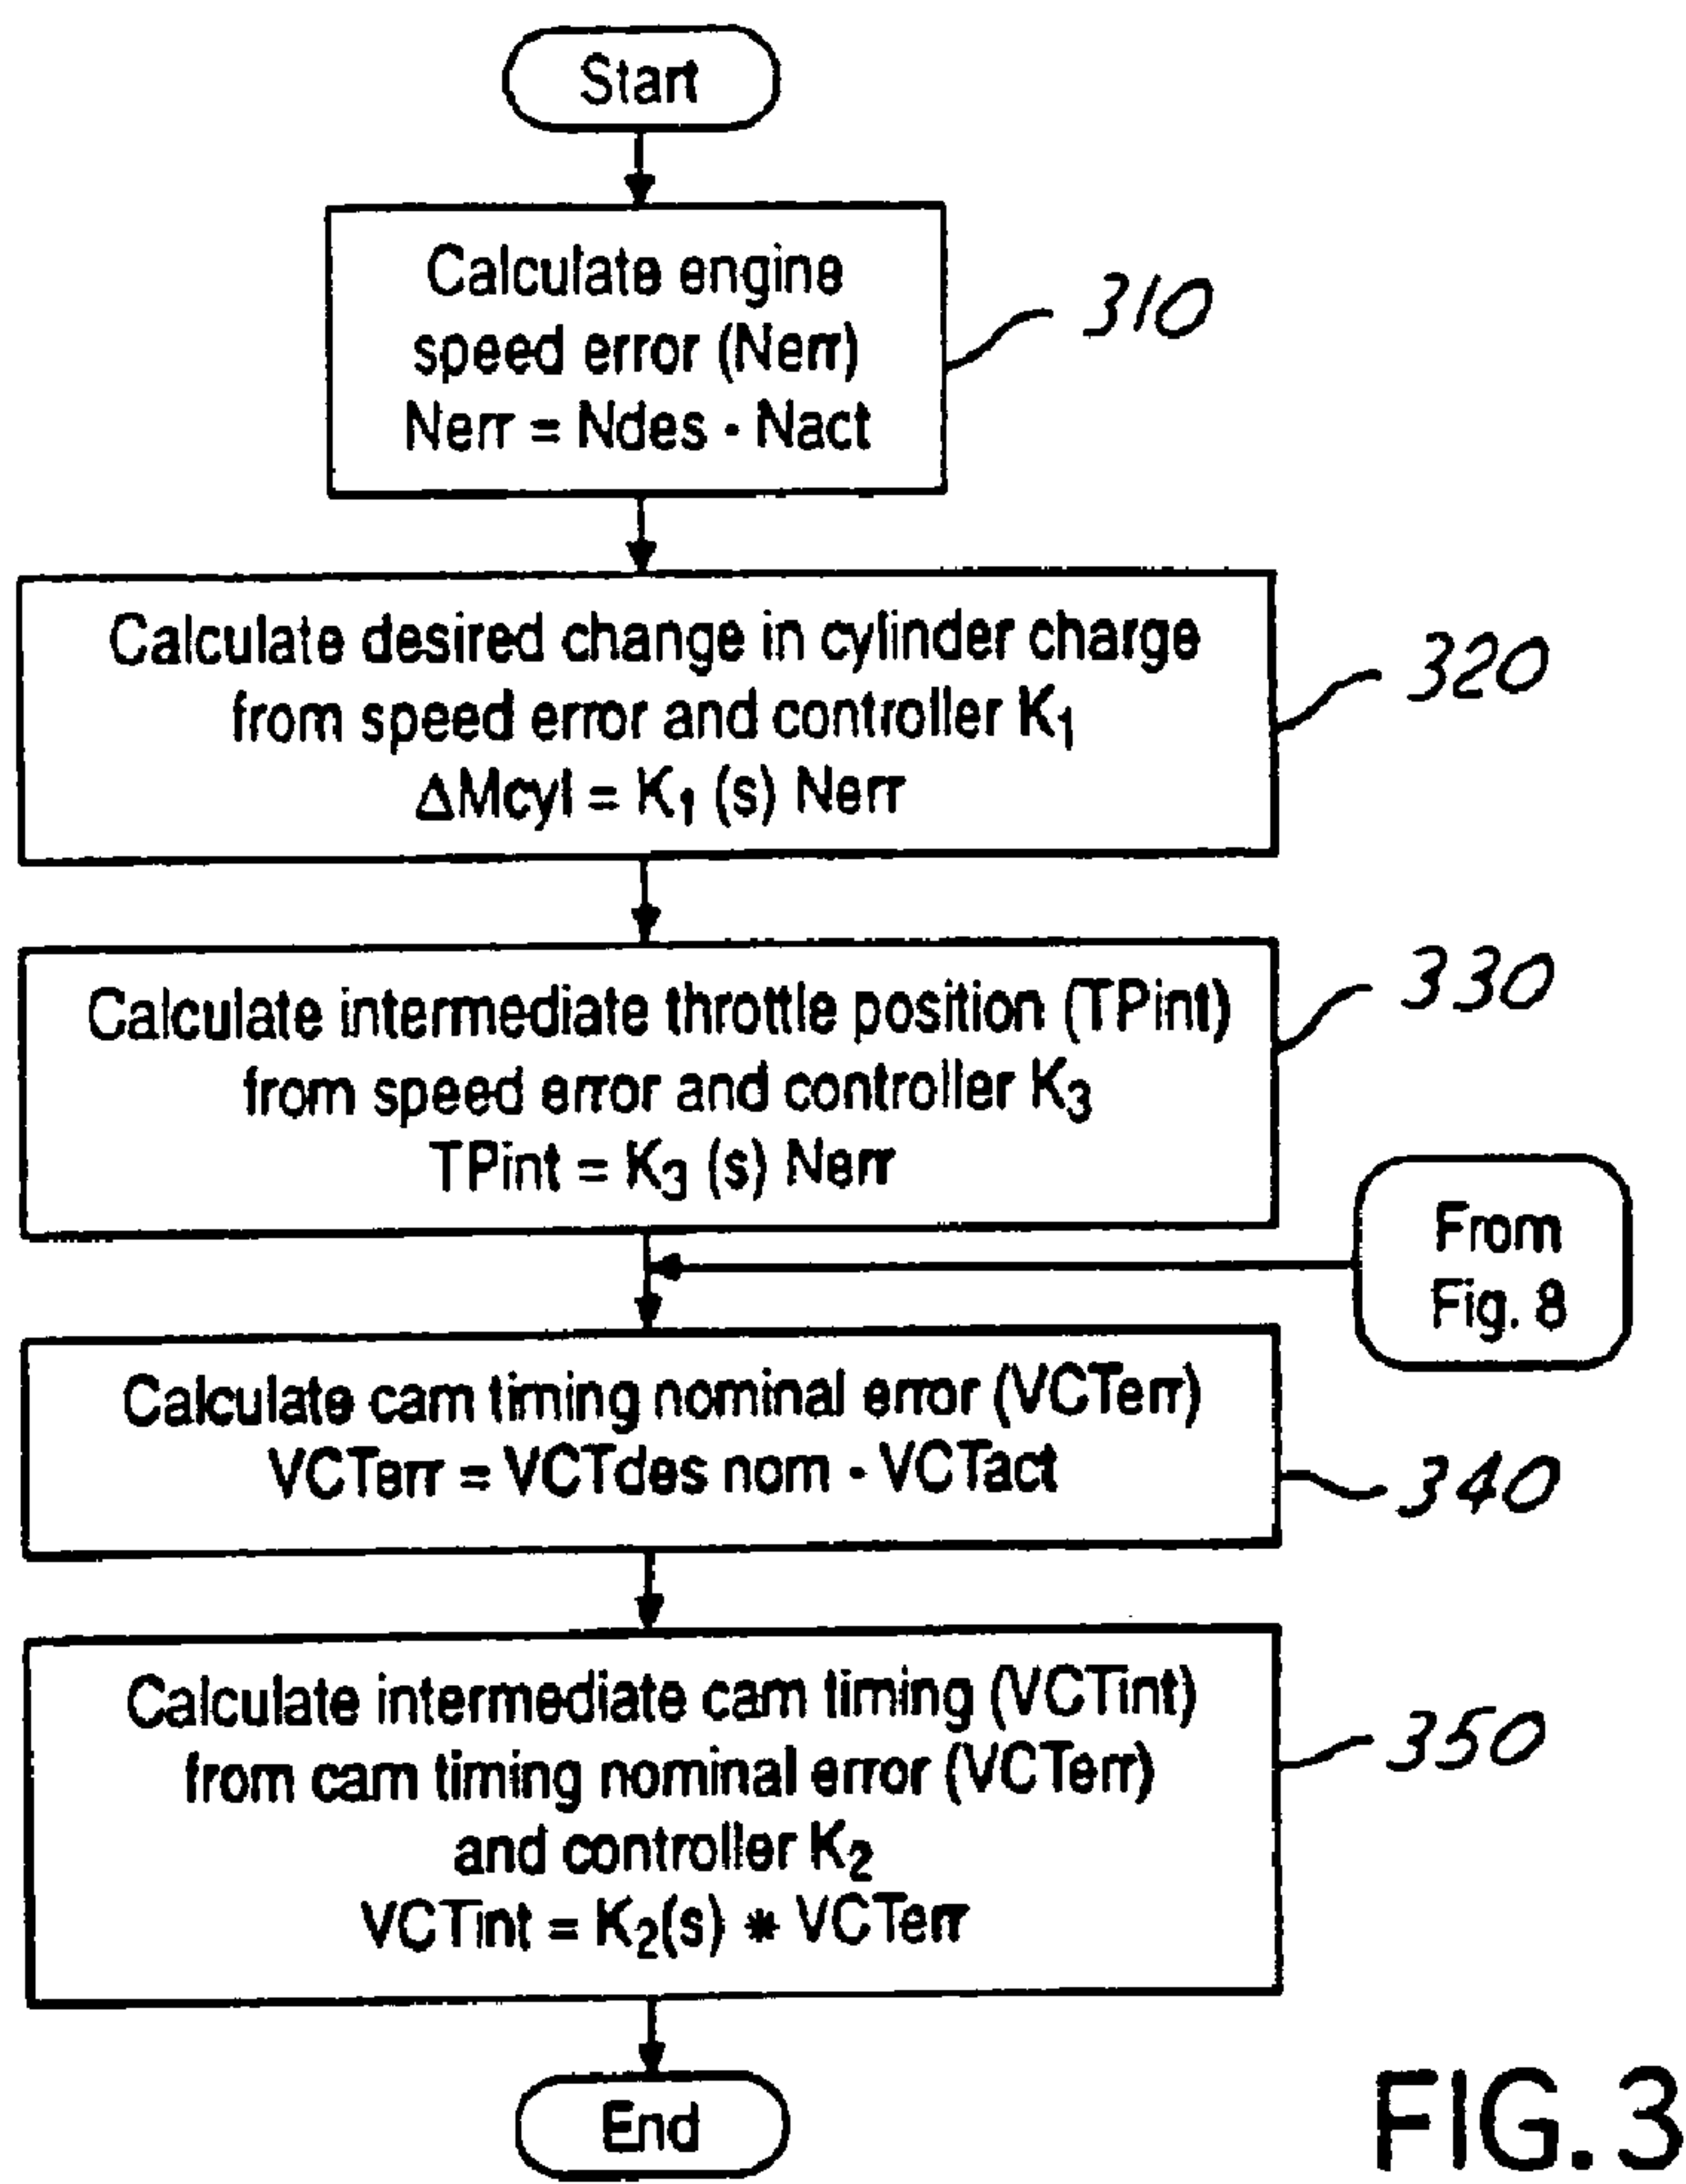 Start
Calculate engine
speed error (Nerr)
Nerr = Ndes - Nact
310
Calculate desired change in cylinder charge
from speed error and controller K₁
ΔMcyl = K₁ (s) Nerr
320
Calculate intermediate throttle position (TPint)
from speed error and controller K₃
TPint = K₃ (s) Nerr
330
From
Fig. 8
Calculate cam timing nominal error (VCTerr)
VCTerr = VCTdes nom - VCTact
340
Calculate intermediate cam timing (VCTint)
from cam timing nominal error (VCTerr)
and controller K₂
VCTint = K₂(s) * VCTerr
350
End
FIG. 3